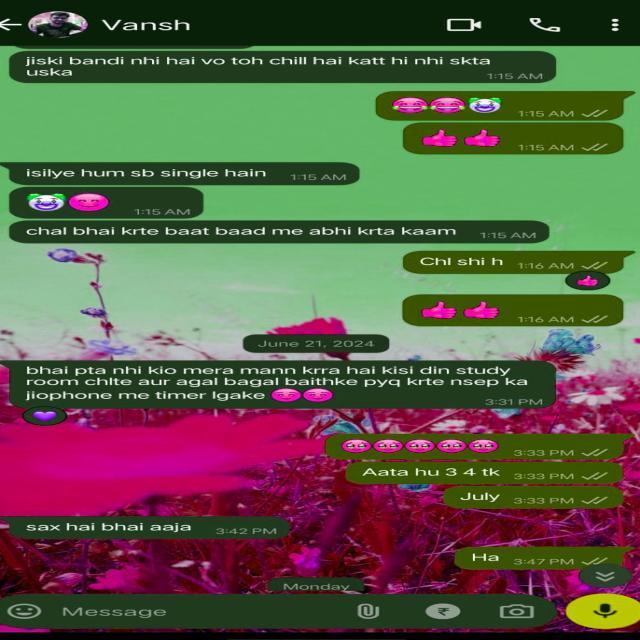 Vansh
jiski bandi nhi hai vo toh chill hai katt hi nhi skta
uska
1:15 AM
1:15 AM
1:15 AM
isilye hum sb single hain 1:15 AM
1:15 AM
chal bhai krte baat baad me abhi krta kaam 1:15 AM
Chl shi h 1:16 AM
1:16 AM
June 21, 2024
bhai pta nhi kio mera mann krra hai kisi din study
room chlte aur agal bagal baithke pyq krte nsep ka
jiophone me timer lgake
3:31 PM
3:33 PM
Aata hu 3 4 tk 3:33 PM
July 3:33 PM
sax hai bhai aaja 3:42 PM
Ha 3:47 PM
Monday
Message